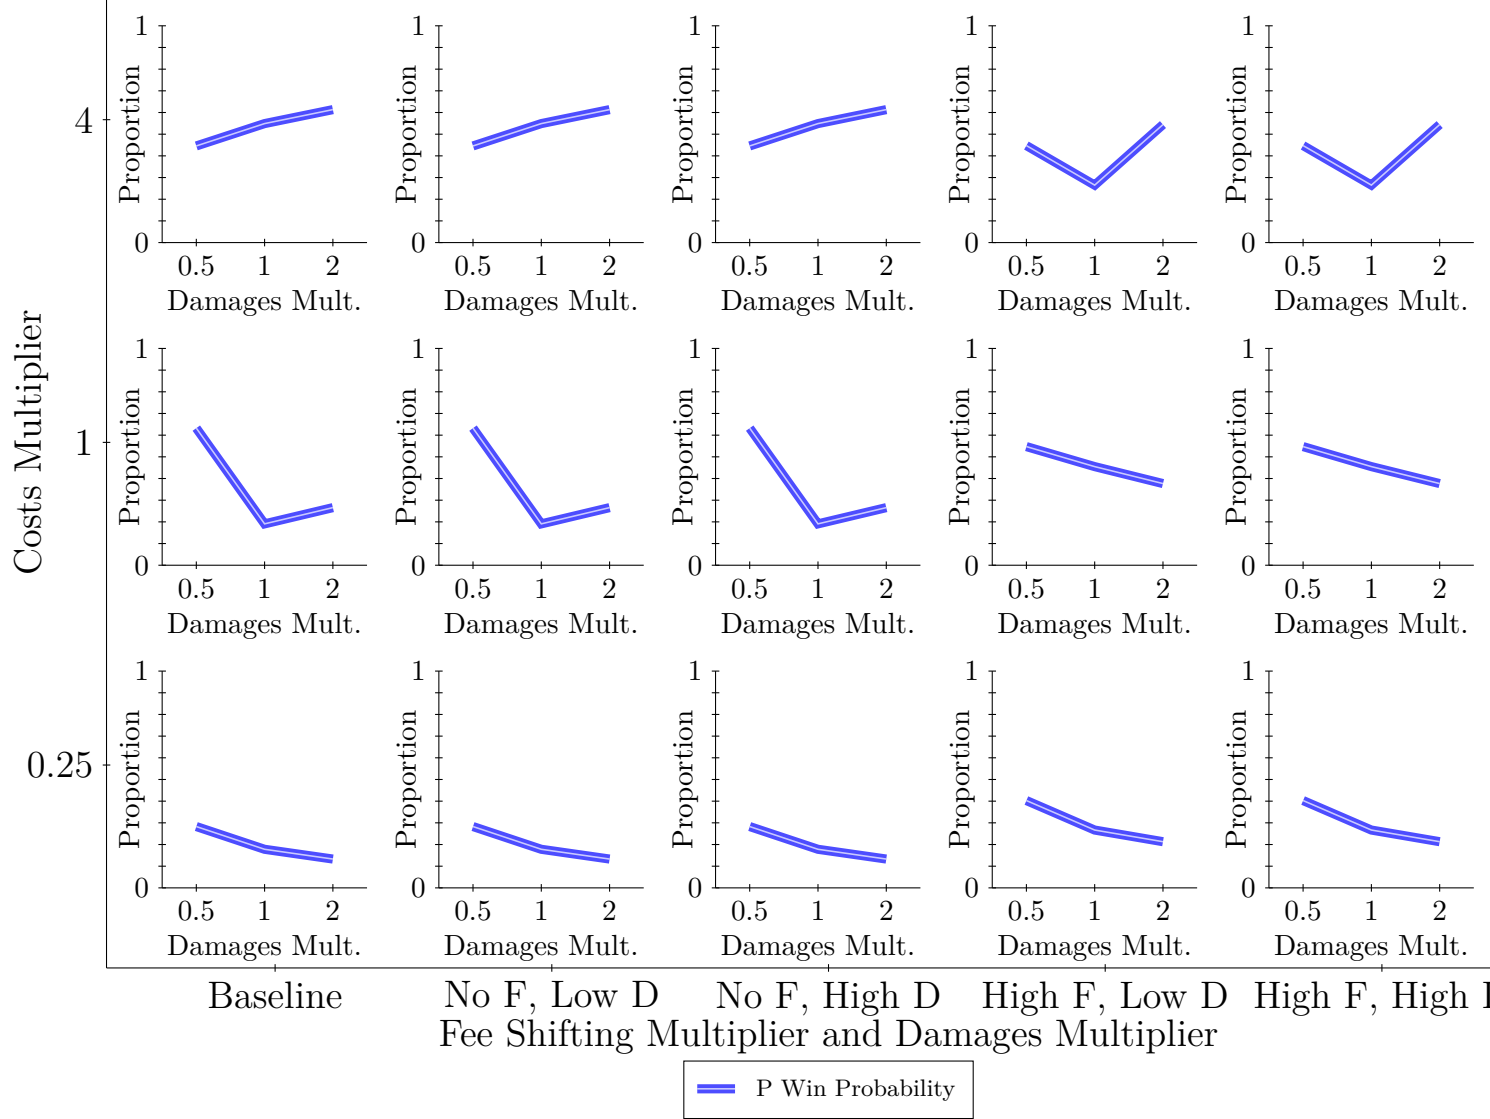 1 1 1 1 1
Proportion Proportion Proportion Proportion Proportion
4
0 0 0 0 0
0.5 1 2 0.5 1 2 0.5 1 2 0.5 1 2 0.5 1 2
Damages Mult. Damages Mult. Damages Mult. Damages Mult. Damages Mult.
Costs Multiplier
1 1 1 1 1
Proportion Proportion Proportion Proportion Proportion
1
0 0 0 0 0
0.5 1 2 0.5 1 2 0.5 1 2 0.5 1 2 0.5 1 2
Damages Mult. Damages Mult. Damages Mult. Damages Mult. Damages Mult.
1 1 1 1 1
Proportion Proportion Proportion Proportion Proportion
0.25
0 0 0 0 0
0.5 1 2 0.5 1 2 0.5 1 2 0.5 1 2 0.5 1 2
Damages Mult. Damages Mult. Damages Mult. Damages Mult. Damages Mult.
Baseline No F, Low D No F, High D High F, Low D High F, High
Fee Shifting Multiplier and Damages Multiplier
P Win Probability